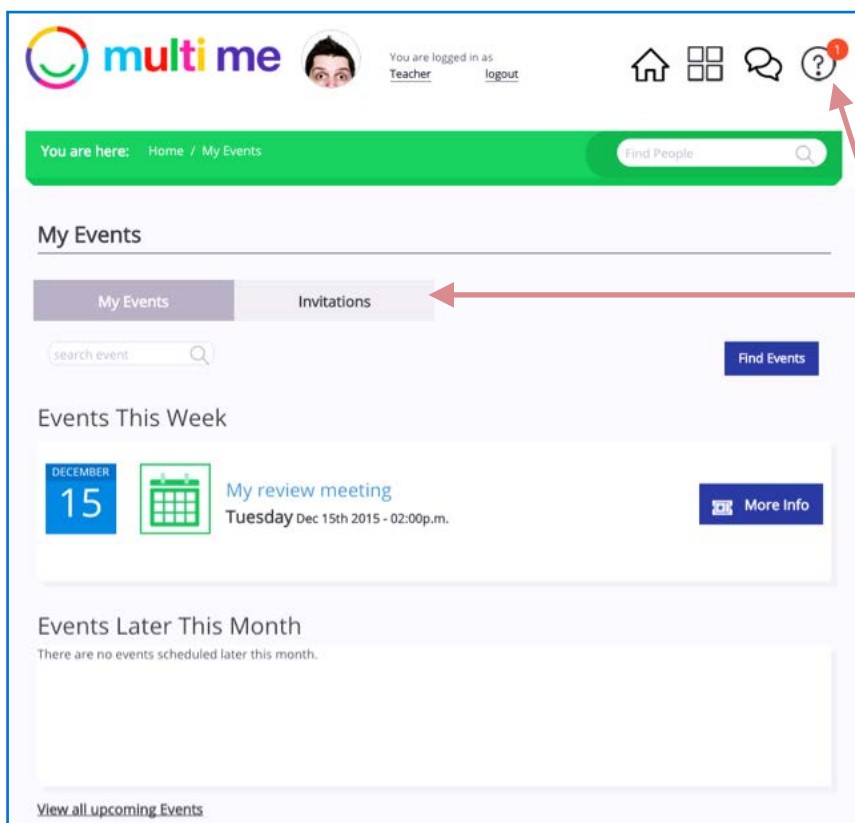 multi me
You are logged in as
Teacher logout
1
You are here: Home / My Events
Find People
My Events
My Events Invitations
search event
Find Events
Events This Week
DECEMBER
15
My review meeting
Tuesday Dec 15th 2015 - 02:00p.m.
More Info
Events Later This Month
There are no events scheduled later this month.
View all upcoming Events